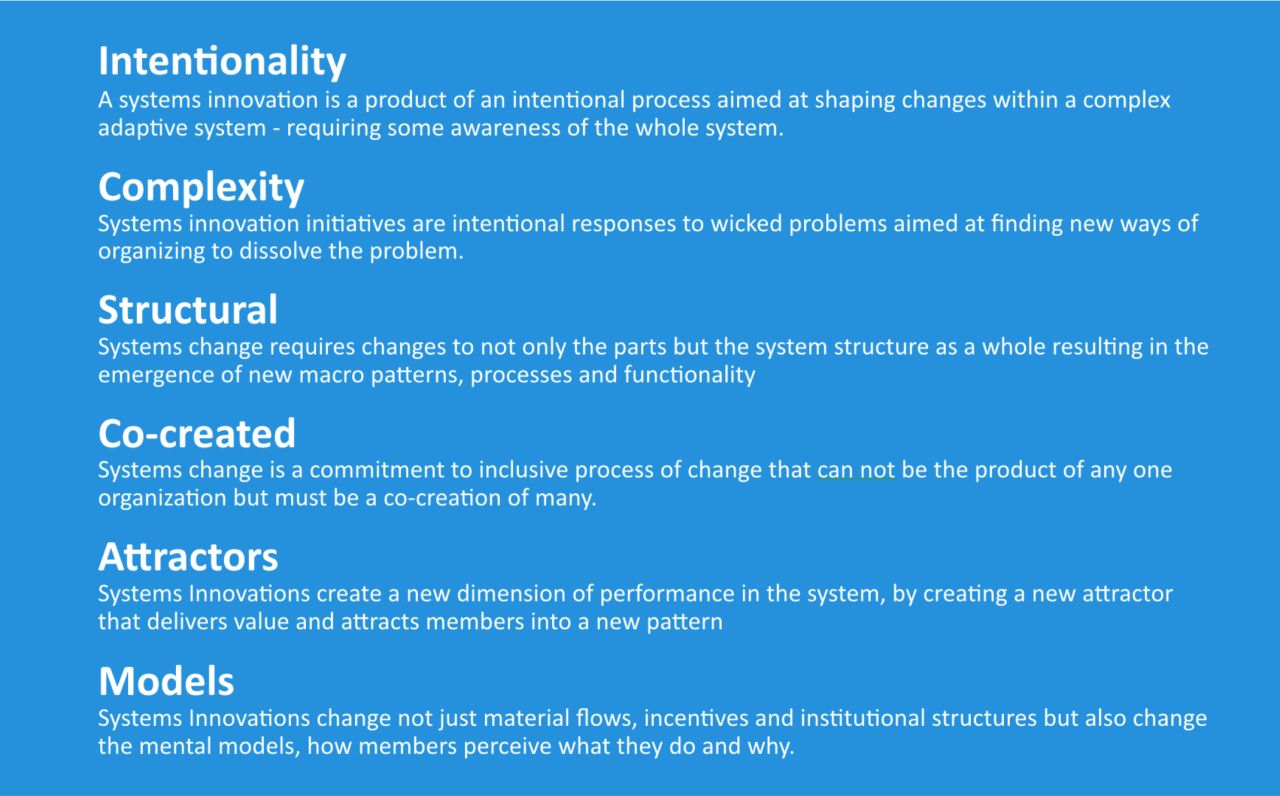 Intentionality
A systems innovation is a product of an intentional process aimed at shaping changes within a complex
adaptive system - requiring some awareness of the whole system.
Complexity
Systems innovation initiatives are intentional responses to wicked problems aimed at finding new ways of
organizing to dissolve the problem.
Structural
Systems change requires changes to not only the parts but the system structure as a whole resulting in the
emergence of new macro patterns, processes and functionality
Co-created
Systems change is a commitment to inclusive process of change that can not be the product of any one
organization but must be a co-creation of many.
Attractors
Systems Innovations create a new dimension of performance in the system, by creating a new attractor
that delivers value and attracts members into a new pattern
Models
Systems Innovations change not just material flows, incentives and institutional structures but also change
the mental models, how members perceive what they do and why.